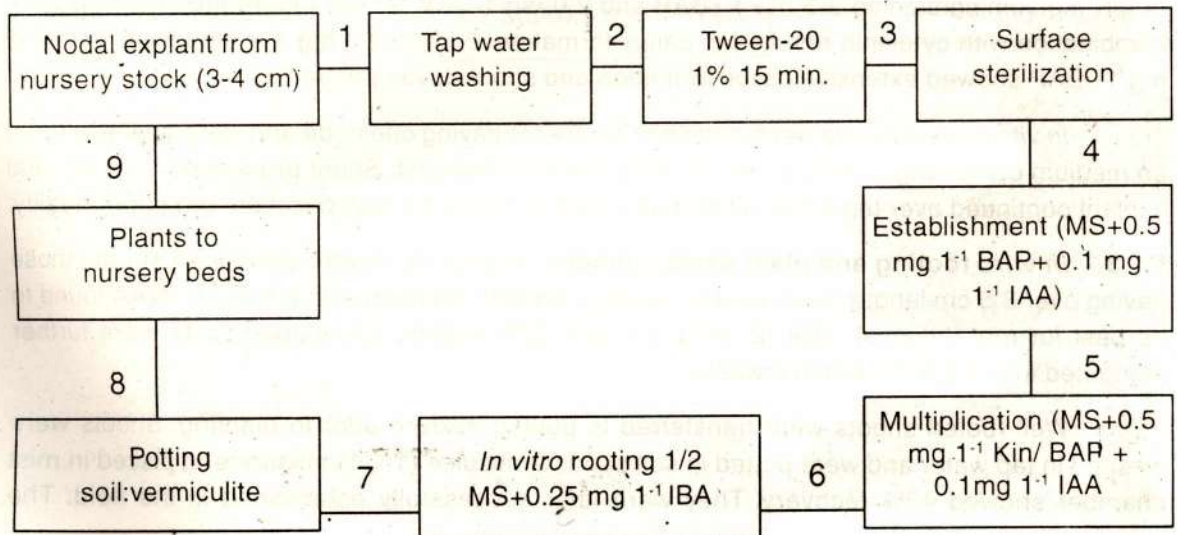 1
2
3
Nodal explant from
nursery stock (3-4 cm)
Tap water
washing
Tween-20
1% 15 min.
Surface
sterilization
9
4
Plants to
nursery beds
Establishment (MS+0.5
mg 1⁻¹ BAP+ 0.1 mg
1⁻¹ IAA)
8
5
Potting
soil:vermiculite
7
In vitro rooting 1/2
MS+0.25 mg 1⁻¹ IBA
6
Multiplication (MS+0.5
mg 1⁻¹ Kin/ BAP +
0.1mg 1⁻¹ IAA